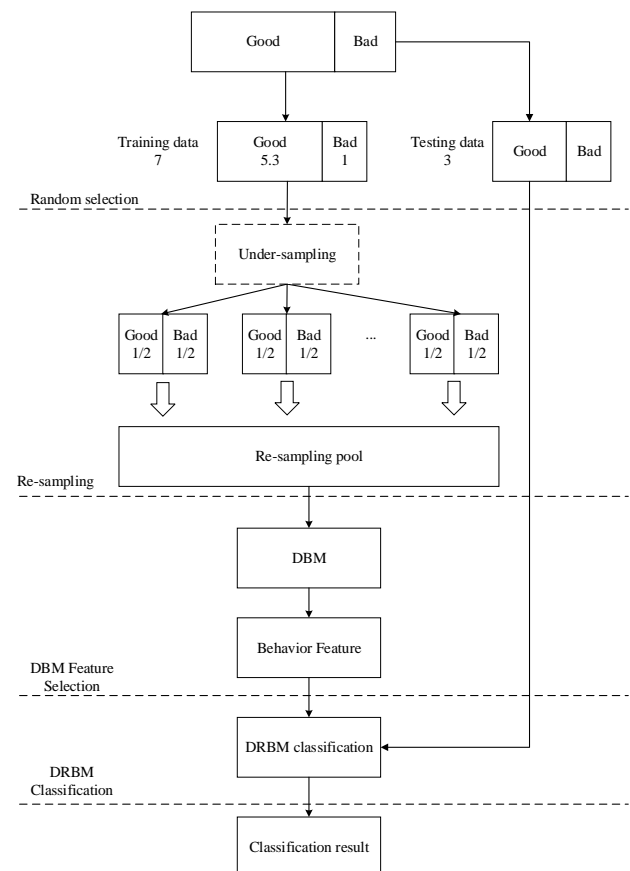 Good Bad
Training data
7
Good
5.3
Bad
1
Testing data
3
Good Bad
Random selection
Under-sampling
Good
1/2
Bad
1/2
Good
1/2
Bad
1/2
...
Good
1/2
Bad
1/2
Re-sampling pool
Re-sampling
DBM
Behavior Feature
DBM Feature
Selection
DRBM classification
DRBM
Classification
Classification result